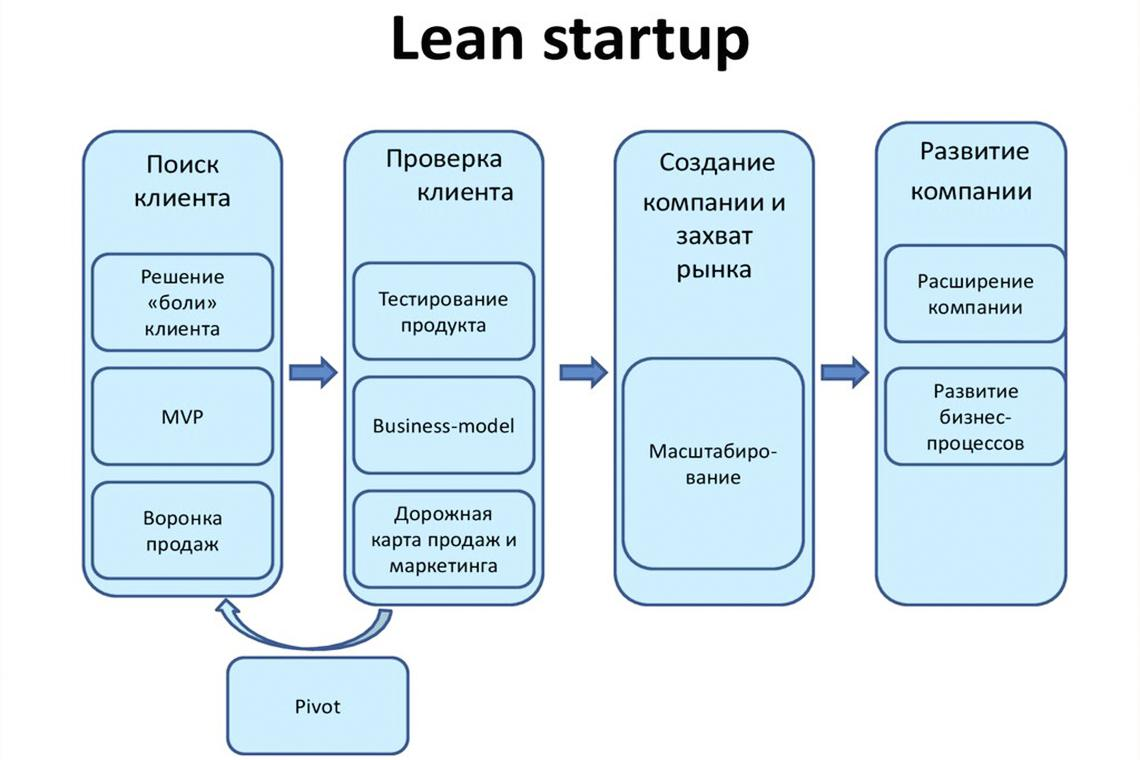 Lean startup
Поиск
клиента
Решение
«боли»
клиента
MVP
Воронка
продаж
Проверка
клиента
Тестирование
продукта
Business-model
Дорожная
карта продаж и
маркетинга
Создание
компании и
захват
рынка
Масштабиро-
вание
Развитие
компании
Расширение
компании
Развитие
бизнес-
процессов
Pivot